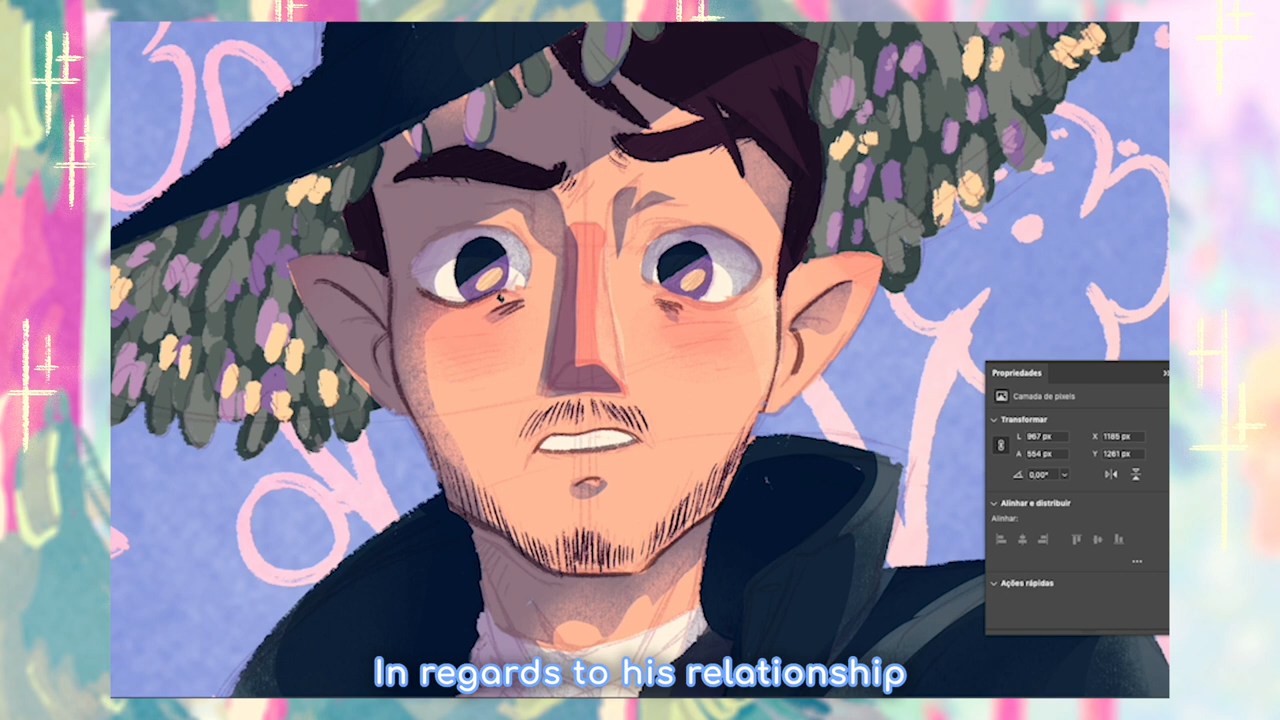 Propriedades
Camada de pixels
Transformar
L 967 px X 1185 px
A 554 px Y 1261 px
0,00°
Alinhar e distribuir
Alinhar:
Ações rápidas
In regards to his relationship